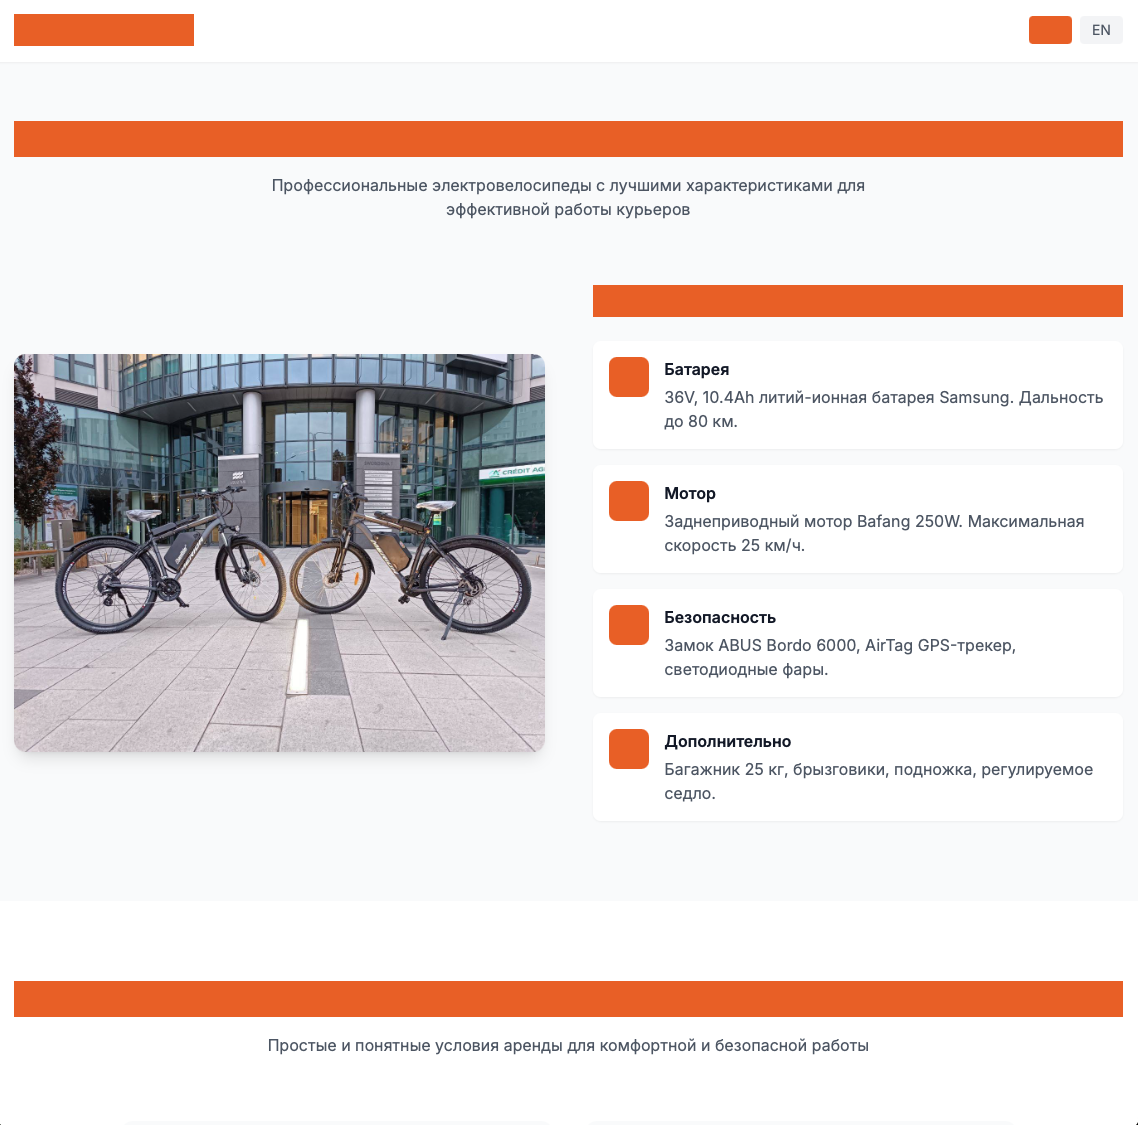 EN
Профессиональные электровелосипеды с лучшими характеристиками для
эффективной работы курьеров
Батарея
36V, 10.4Ah литий-ионная батарея Samsung. Дальность
до 80 км.
Мотор
Заднеприводный мотор Bafang 250W. Максимальная
скорость 25 км/ч.
Безопасность
Замок ABUS Bordo 6000, AirTag GPS-трекер,
светодиодные фары.
Дополнительно
Багажник 25 кг, брызговики, подножка, регулируемое
седло.
Простые и понятные условия аренды для комфортной и безопасной работы